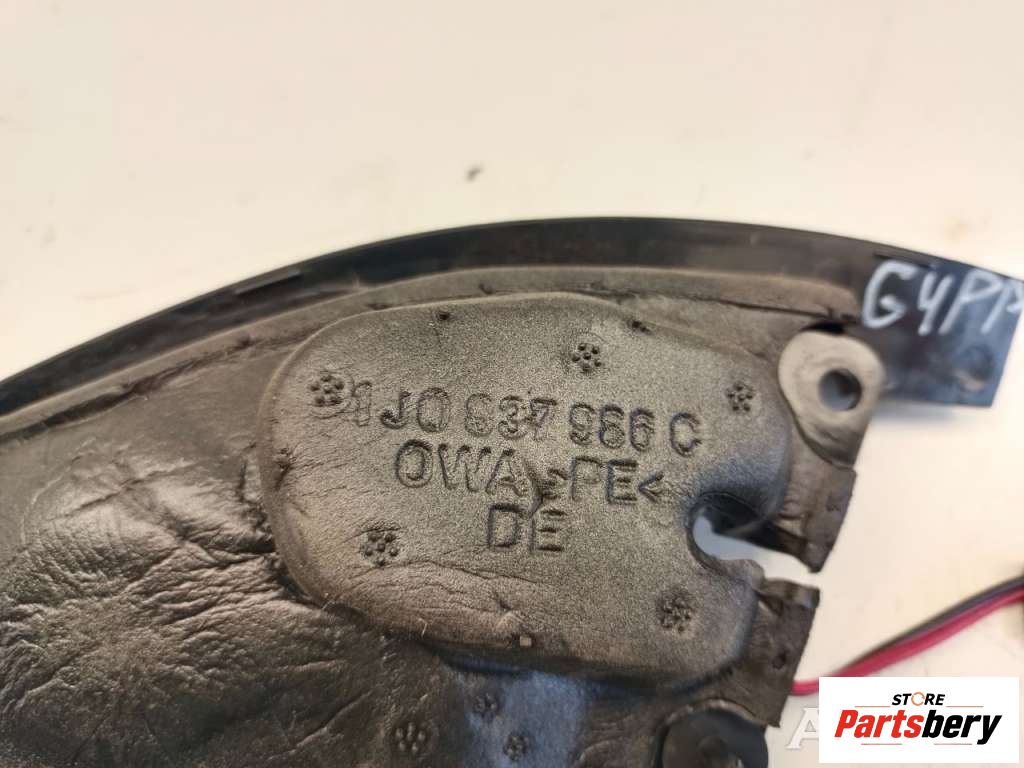 G4PP
1J0 837 986 C
OWA >PE<
DE
STORE
Partsbery